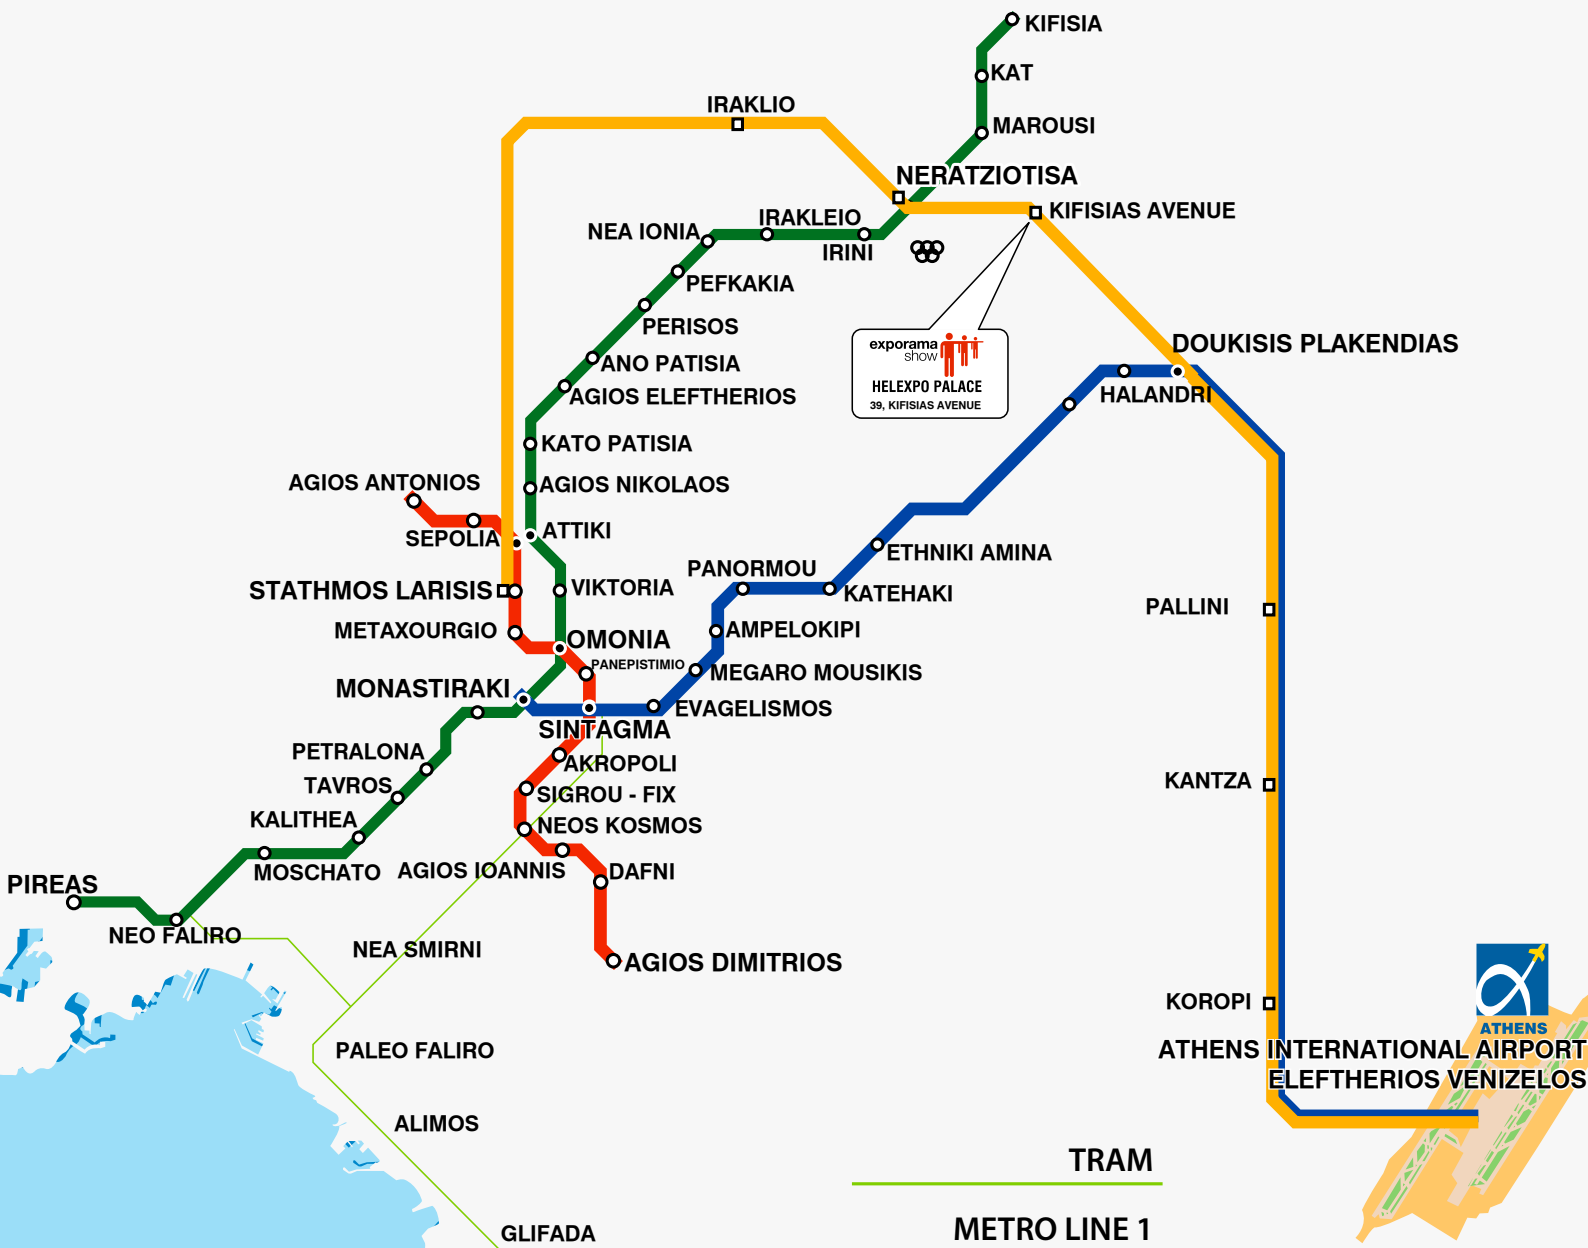 KIFISIA
KAT
IRAKLIO
MAROUSI
NERATZIOTISA
KIFISIAS AVENUE
IRAKLEIO
NEA IONIA
IRINI
PEFKAKIA
PERISOS
exporama
show
HELEXPO PALACE
39, KIFISIAS AVENUE
DOUKISIS PLAKENDIAS
ANO PATISIA
HALANDRI
AGIOS ELEFTHERIOS
KATO PATISIA
AGIOS ANTONIOS
AGIOS NIKOLAOS
ATTIKI
SEPOLIA
ETHNIKI AMINA
PANORMOU
STATHMOS LARISIS
VIKTORIA
KATEHAKI
PALLINI
METAXOURGIO
OMONIA
AMPELOKIPI
PANEPISTIMIO
MEGARO MOUSIKIS
MONASTIRAKI
EVAGELISMOS
SINTAGMA
PETRALONA
AKROPOLI
TAVROS
SIGROU - FIX
KANTZA
KALITHEA
NEOS KOSMOS
MOSCHATO
AGIOS IOANNIS
DAFNI
PIREAS
NEO FALIRO
NEA SMIRNI
AGIOS DIMITRIOS
KOROPI
ATHENS
ATHENS INTERNATIONAL AIRPORT
ELEFTHERIOS VENIZELOS
PALEO FALIRO
ALIMOS
TRAM
GLIFADA
METRO LINE 1